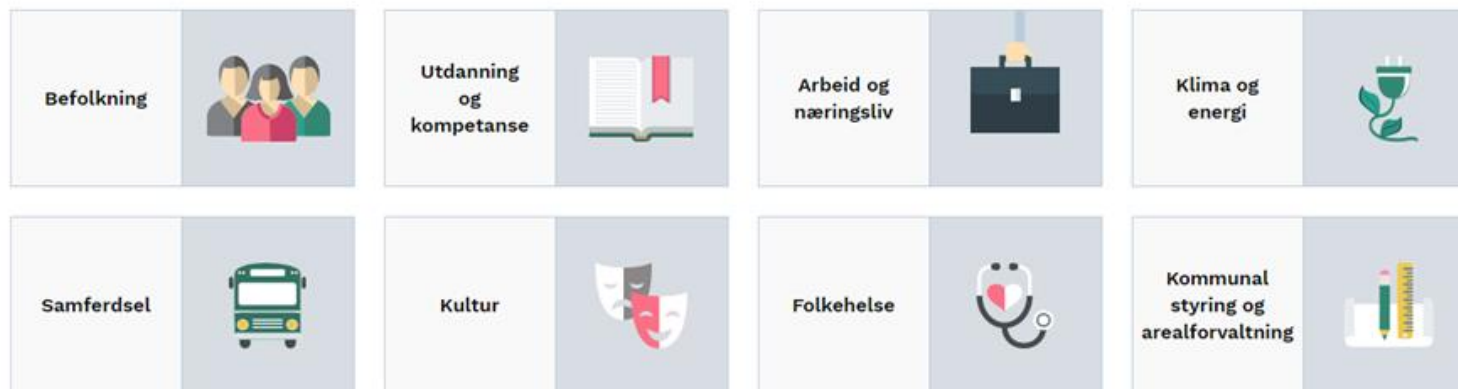 Befolkning
Utdanning
og
kompetanse
Arbeid og
næringsliv
Klima og
energi
Samferdsel
Kultur
Folkehelse
Kommunal
styring og
arealforvaltning